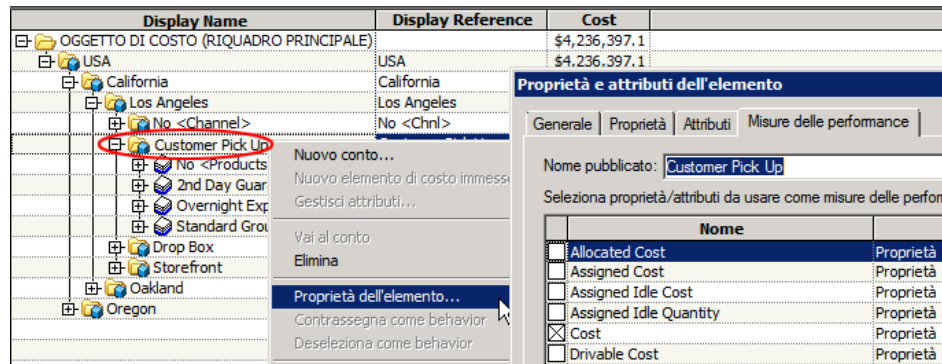 Display Name Display Reference Cost
OGGETTO DI COSTO (RIQUADRO PRINCIPALE) $4,236,397.1
USA USA $4.236.397.1
California California
Los Angeles Los Angeles
No <Channel> No <Chnl>
Customer Pick Up
No <Products
2nd Day Guar
Overnight Exp
Standard Grou
Drop Box
Storefront
Oakland
Oregon
Nuovo conto...
Nuovo elemento di costo immess
Gestisci attributi...
Vai al conto
Elimina
Proprietà dell'elemento...
Contrassegna come behavior
Deseleziona come behavior
Proprietà e attributi dell'elemento
Generale Proprietà Attributi Misure delle performance
Nome pubblicato: Customer Pick Up
Seleziona proprietà/attributi da usare come misure delle perfor
Nome
Allocated Cost Proprietà
Assigned Cost Proprietà
Assigned Idle Cost Proprietà
Assigned Idle Quantity Proprietà
Cost Proprietà
Drivable Cost Proprietà